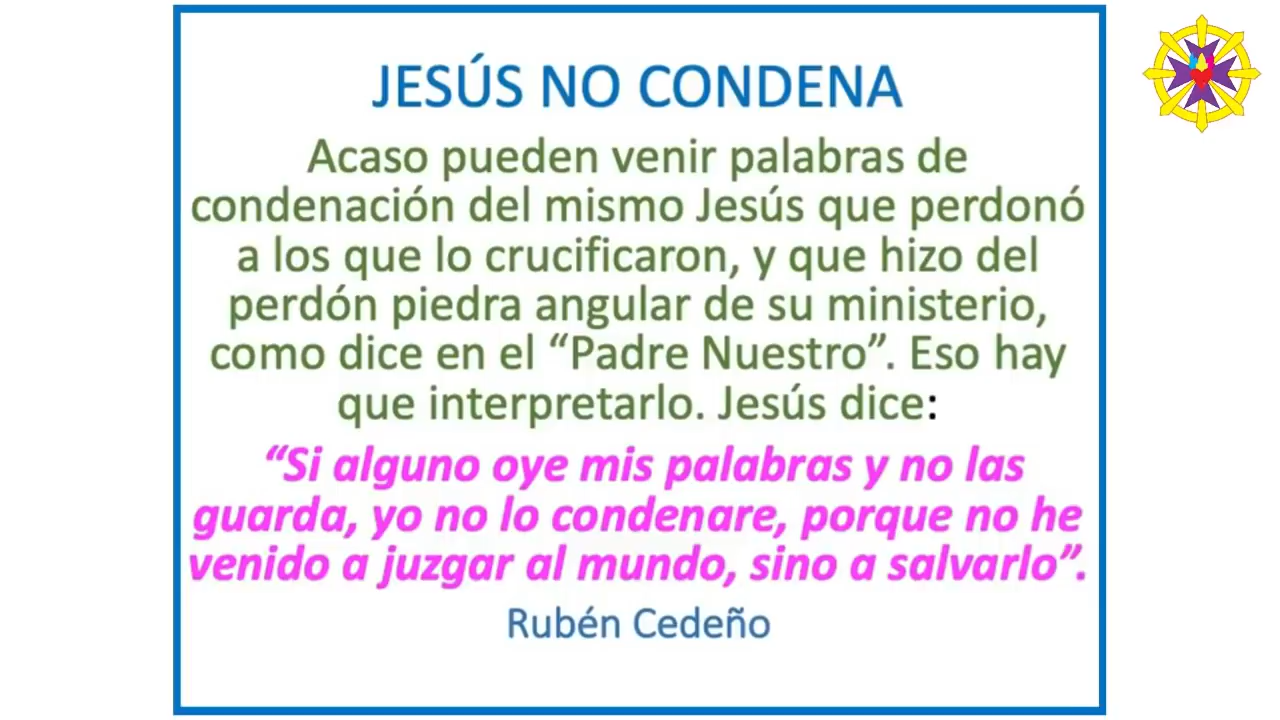 JESÚS NO CONDENA
Acaso pueden venir palabras de
condenación del mismo Jesús que perdonó
a los que lo crucificaron, y que hizo del
perdón piedra angular de su ministerio,
como dice en el “Padre Nuestro”. Eso hay
que interpretarlo. Jesús dice:
“Si alguno oye mis palabras y no las
guarda, yo no lo condenare, porque no he
venido a juzgar al mundo, sino a salvarlo”.
Rubén Cedeño